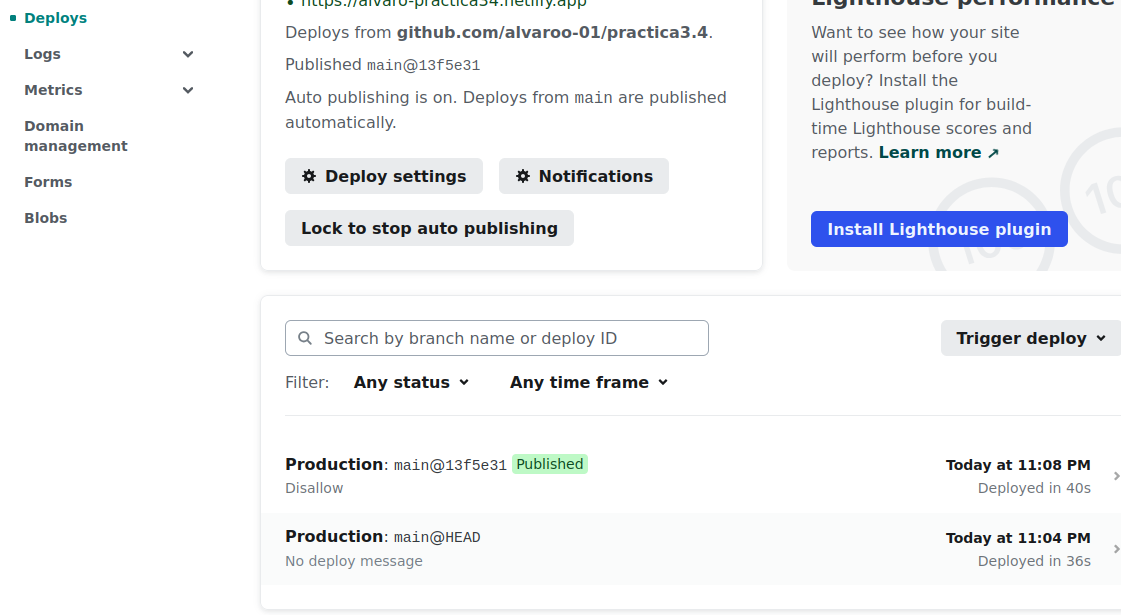 Deploys
Logs
Metrics
Domain
management
Forms
Blobs
https://alvaro-practica34.netlify.app
Deploys from github.com/alvaroo-01/practica3.4.
Published main@13f5e31
Auto publishing is on. Deploys from main are published
automatically.
Deploy settings
Notifications
Lock to stop auto publishing
Lighthouse performance
Want to see how your site
will perform before you
deploy? Install the
Lighthouse plugin for build-
time Lighthouse scores and
reports. Learn more ↗
Install Lighthouse plugin
Search by branch name or deploy ID
Trigger deploy
Filter: Any status Any time frame
Production: main@13f5e31 Published
Today at 11:08 PM
Disallow
Deployed in 40s
Production: main@HEAD
Today at 11:04 PM
No deploy message
Deployed in 36s